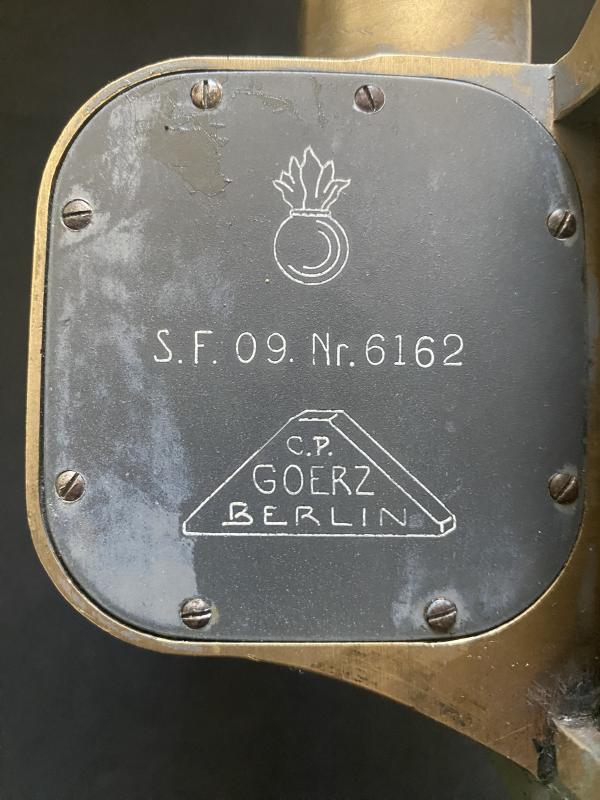 S.F. 09. Nr. 6162
C.P.
GOERZ
BERLIN